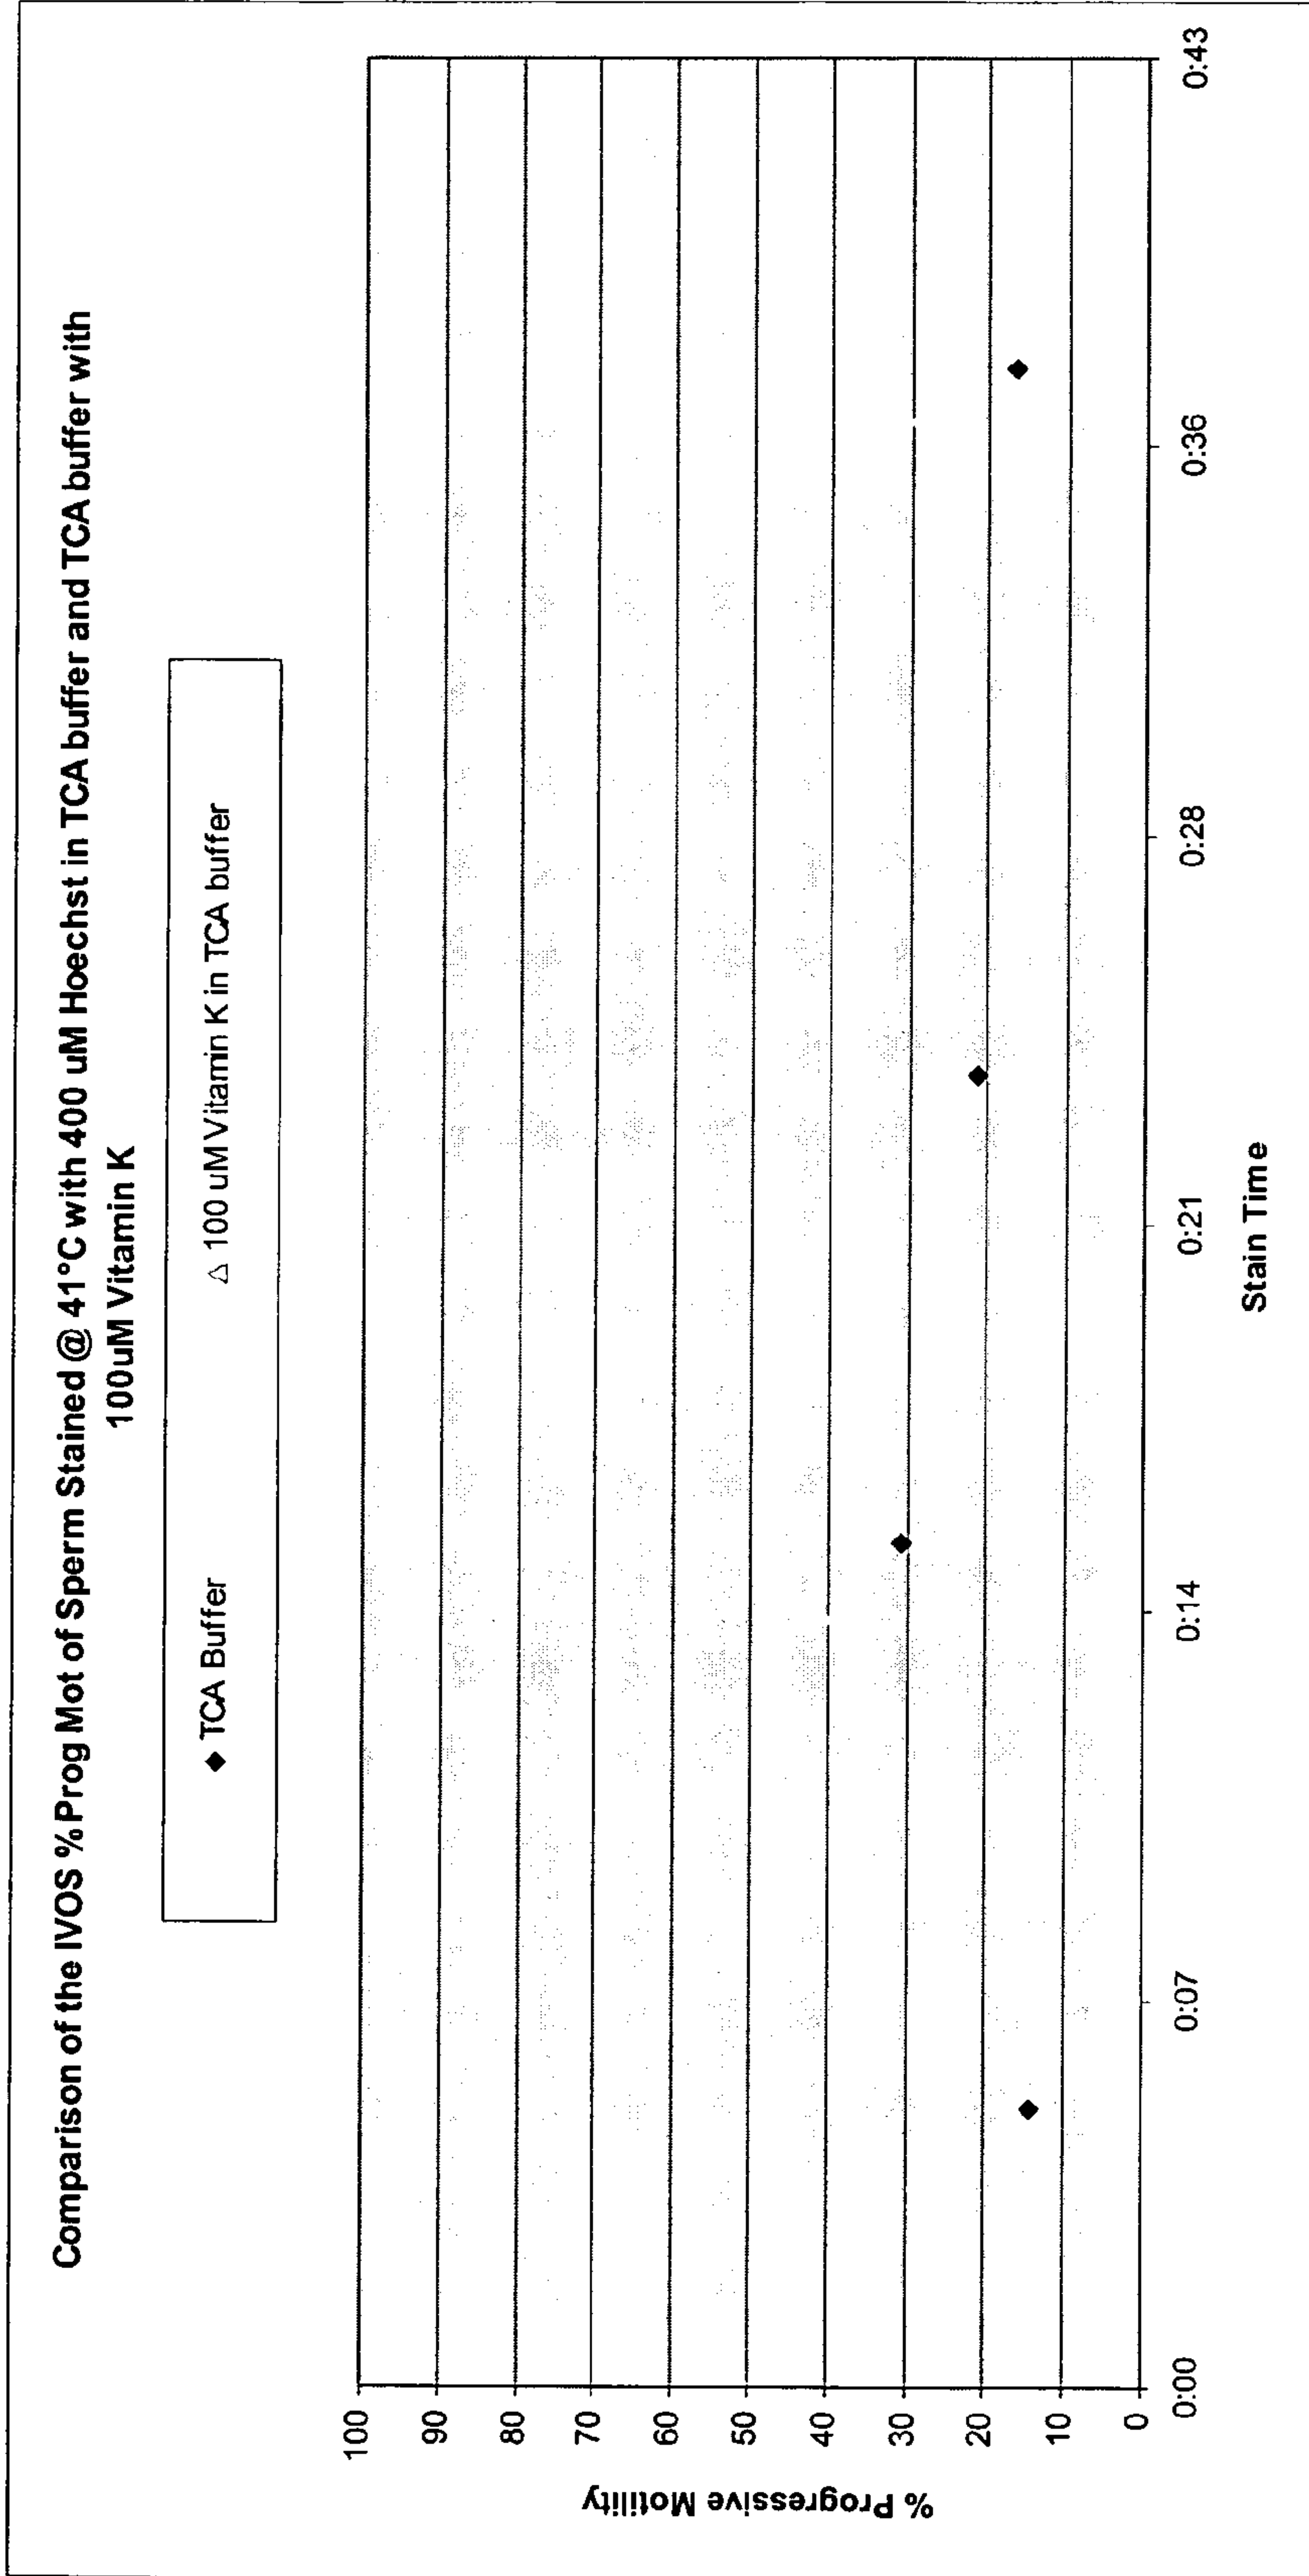 Comparison of the IVOS % Prog Mot of Sperm Stained @ 41°C with 400 uM Hoechst in TCA buffer and TCA buffer with
100uM Vitamin K
◆ TCA Buffer △ 100 uM Vitamin K in TCA buffer
% Progressive Motility
100
90
80
70
60
50
40
30
20
10
0
0:00 0:07 0:14 0:21 0:28 0:36 0:43
Stain Time